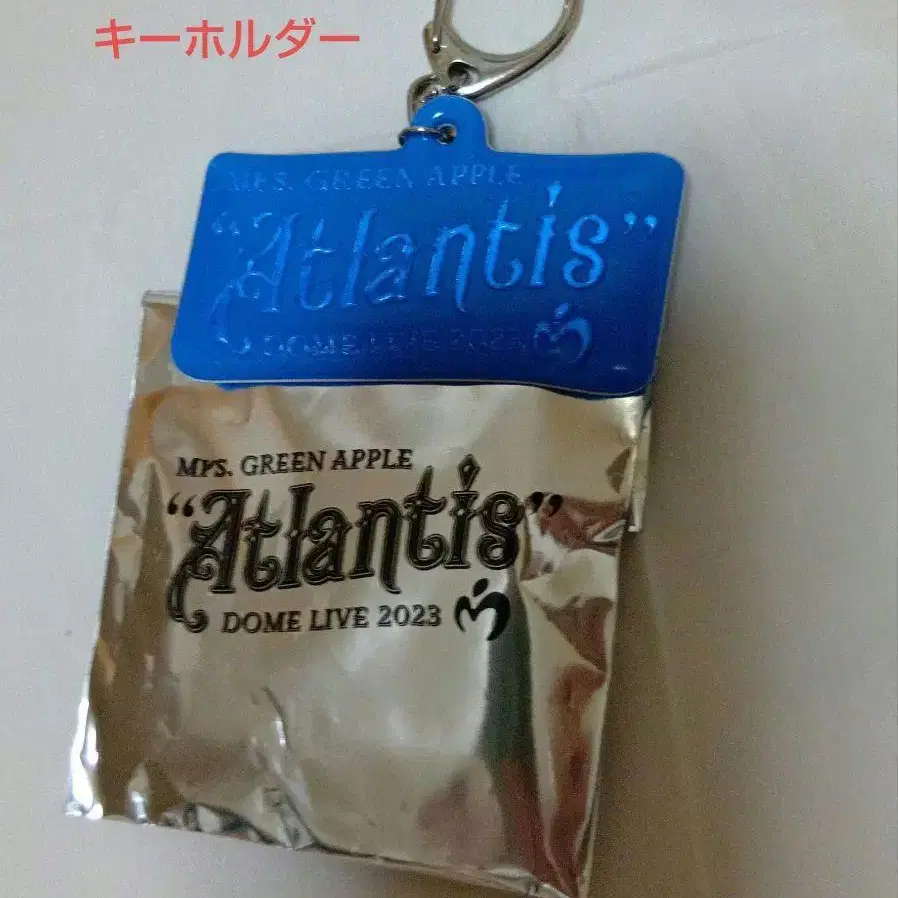 キーホルダー
MRS. GREEN APPLE
“Atlantis”
DOME LIVE 2023
MRS. GREEN APPLE
“Atlantis”
DOME LIVE 2023